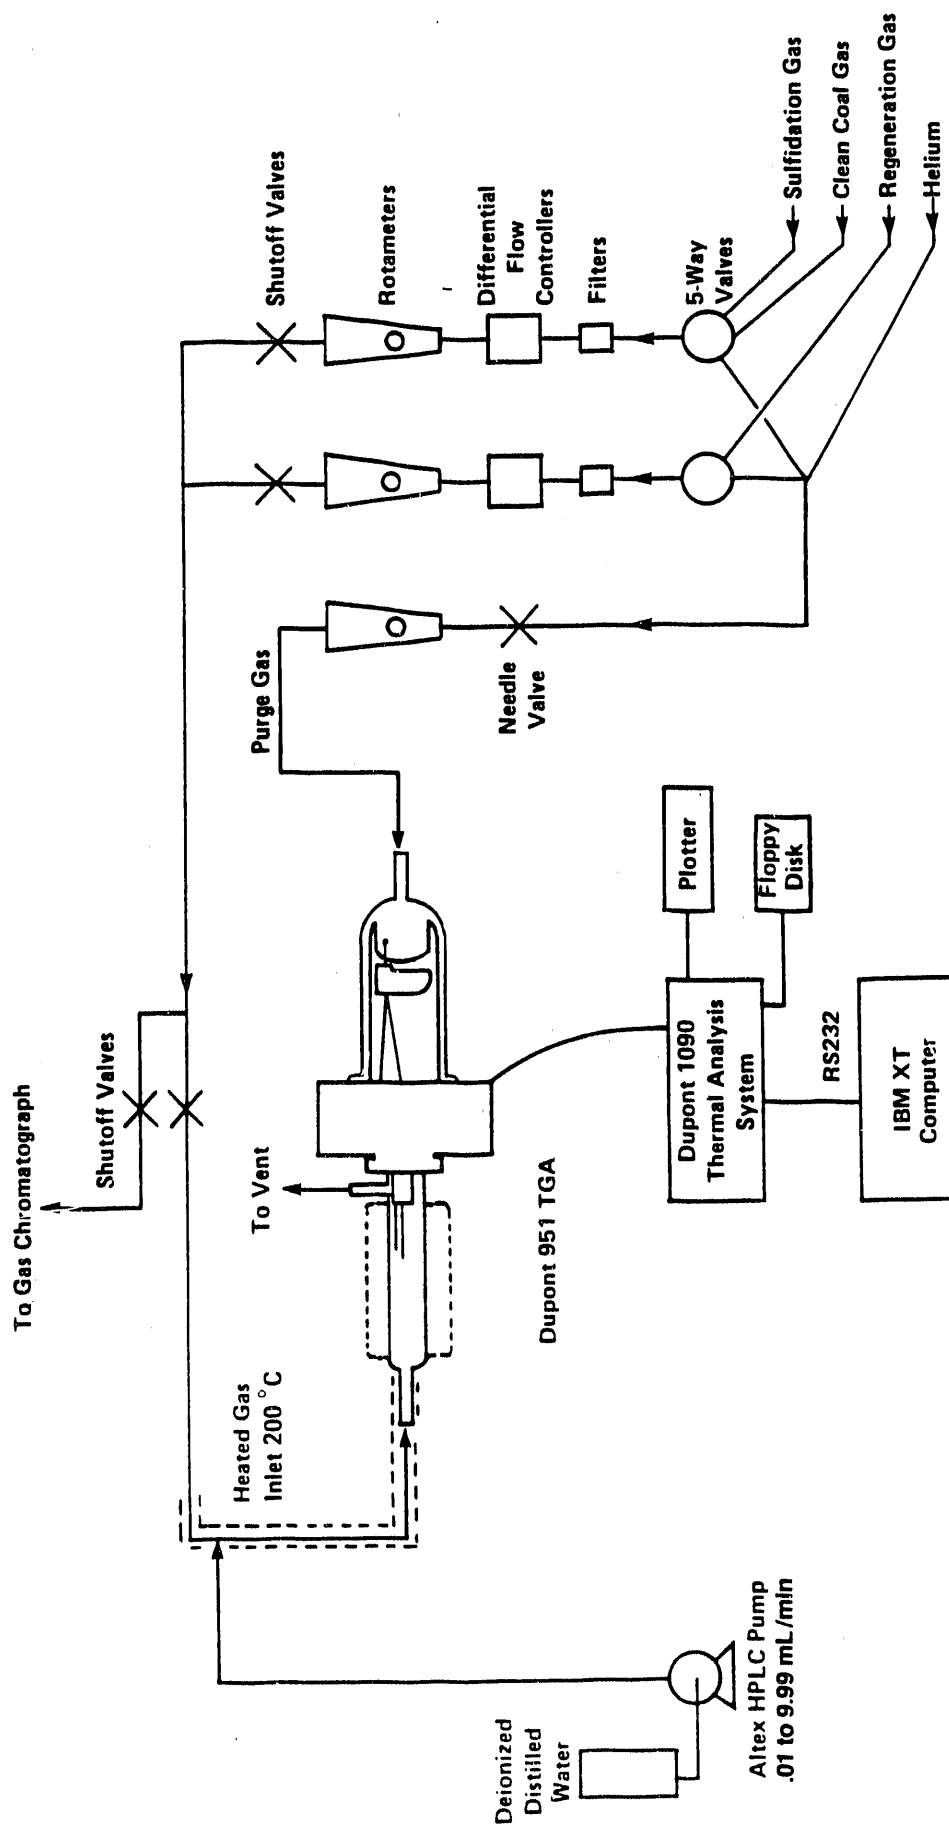 To Gas Chromatograph
Shutoff Valves
Shutoff Valves
Heated Gas
Inlet 200 °C
To Vent
Purge Gas
Rotameters
Differential
Flow
Controllers
Needle
Valve
Filters
5-Way
Valves
Sulfidation Gas
Clean Coal Gas
Regeneration Gas
Helium
Dupont 951 TGA
Deionized
Distilled
Water
Altex HPLC Pump
.01 to 9.99 mL/min
Dupont 1090
Thermal Analysis
System
Plotter
Floppy
Disk
RS232
IBM XT
Computer